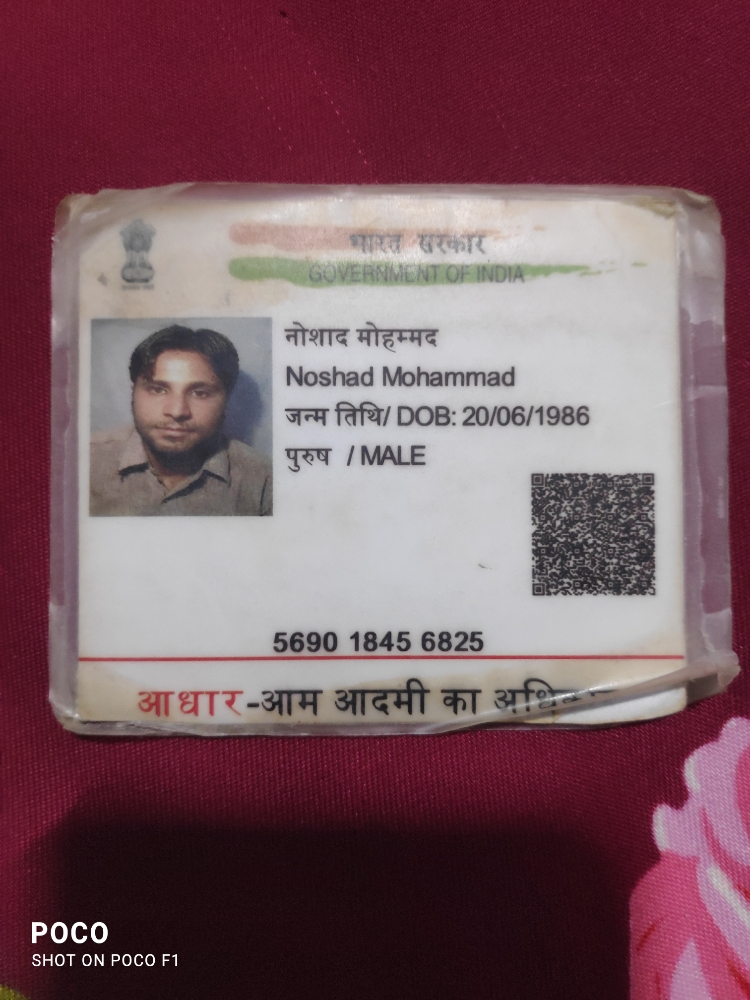 भारत सरकार
GOVERNMENT OF INDIA
नोशाद मोहम्मद
Noshad Mohammad
जन्म तिथि/ DOB: 20/06/1986
पुरुष / MALE
5690 1845 6825
आधार-आम आदमी का
POCO
SHOT ON POCO F1